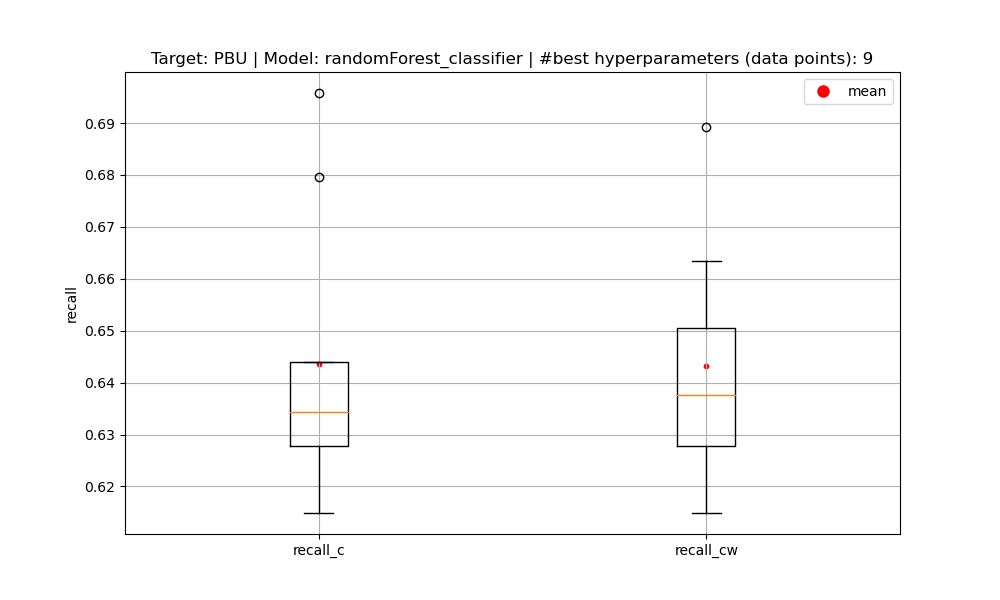 Target: PBU | Model: randomForest_classifier | #best hyperparameters (data points): 9
mean
0.69
0.68
0.67
0.66
0.65
0.64
0.63
0.62
recall
recall_c
recall_cw